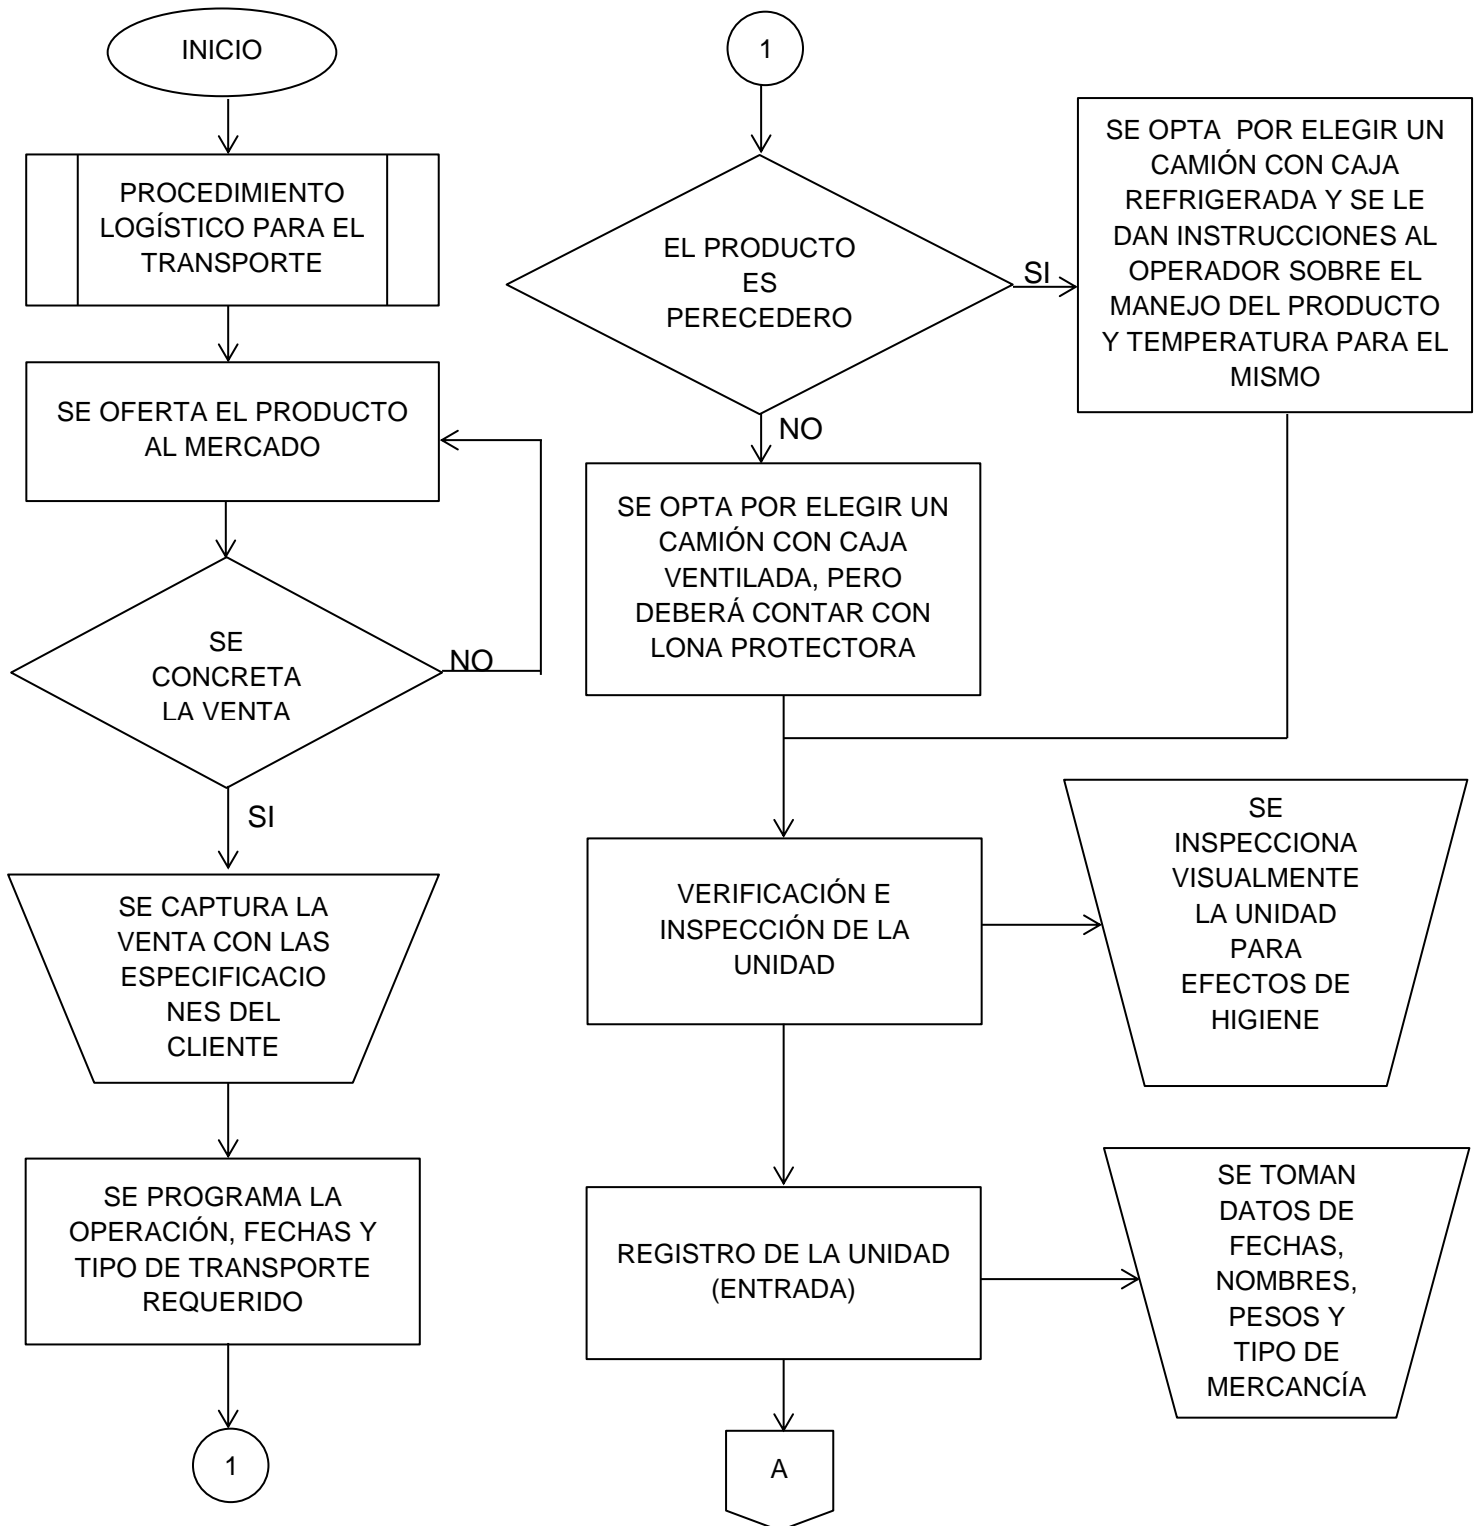 INICIO
PROCEDIMIENTO
LOGÍSTICO PARA EL
TRANSPORTE
SE OFERTA EL PRODUCTO
AL MERCADO
SE
CONCRETA
LA VENTA
NO
SI
SE CAPTURA LA
VENTA CON LAS
ESPECIFICACIO
NES DEL
CLIENTE
SE PROGRAMA LA
OPERACIÓN, FECHAS Y
TIPO DE TRANSPORTE
REQUERIDO
1
1
EL PRODUCTO
ES
PERECEDERO
SI
SE OPTA POR ELEGIR UN
CAMIÓN CON CAJA
REFRIGERADA Y SE LE
DAN INSTRUCCIONES AL
OPERADOR SOBRE EL
MANEJO DEL PRODUCTO
Y TEMPERATURA PARA EL
MISMO
NO
SE OPTA POR ELEGIR UN
CAMIÓN CON CAJA
VENTILADA, PERO
DEBERÁ CONTAR CON
LONA PROTECTORA
VERIFICACIÓN E
INSPECCIÓN DE LA
UNIDAD
SE
INSPECCIONA
VISUALMENTE
LA UNIDAD
PARA
EFECTOS DE
HIGIENE
REGISTRO DE LA UNIDAD
(ENTRADA)
SE TOMAN
DATOS DE
FECHAS,
NOMBRES,
PESOS Y
TIPO DE
MERCANCÍA
A